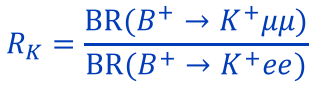 R_K = BR(B⁺ → K⁺μμ) / BR(B⁺ → K⁺ee)